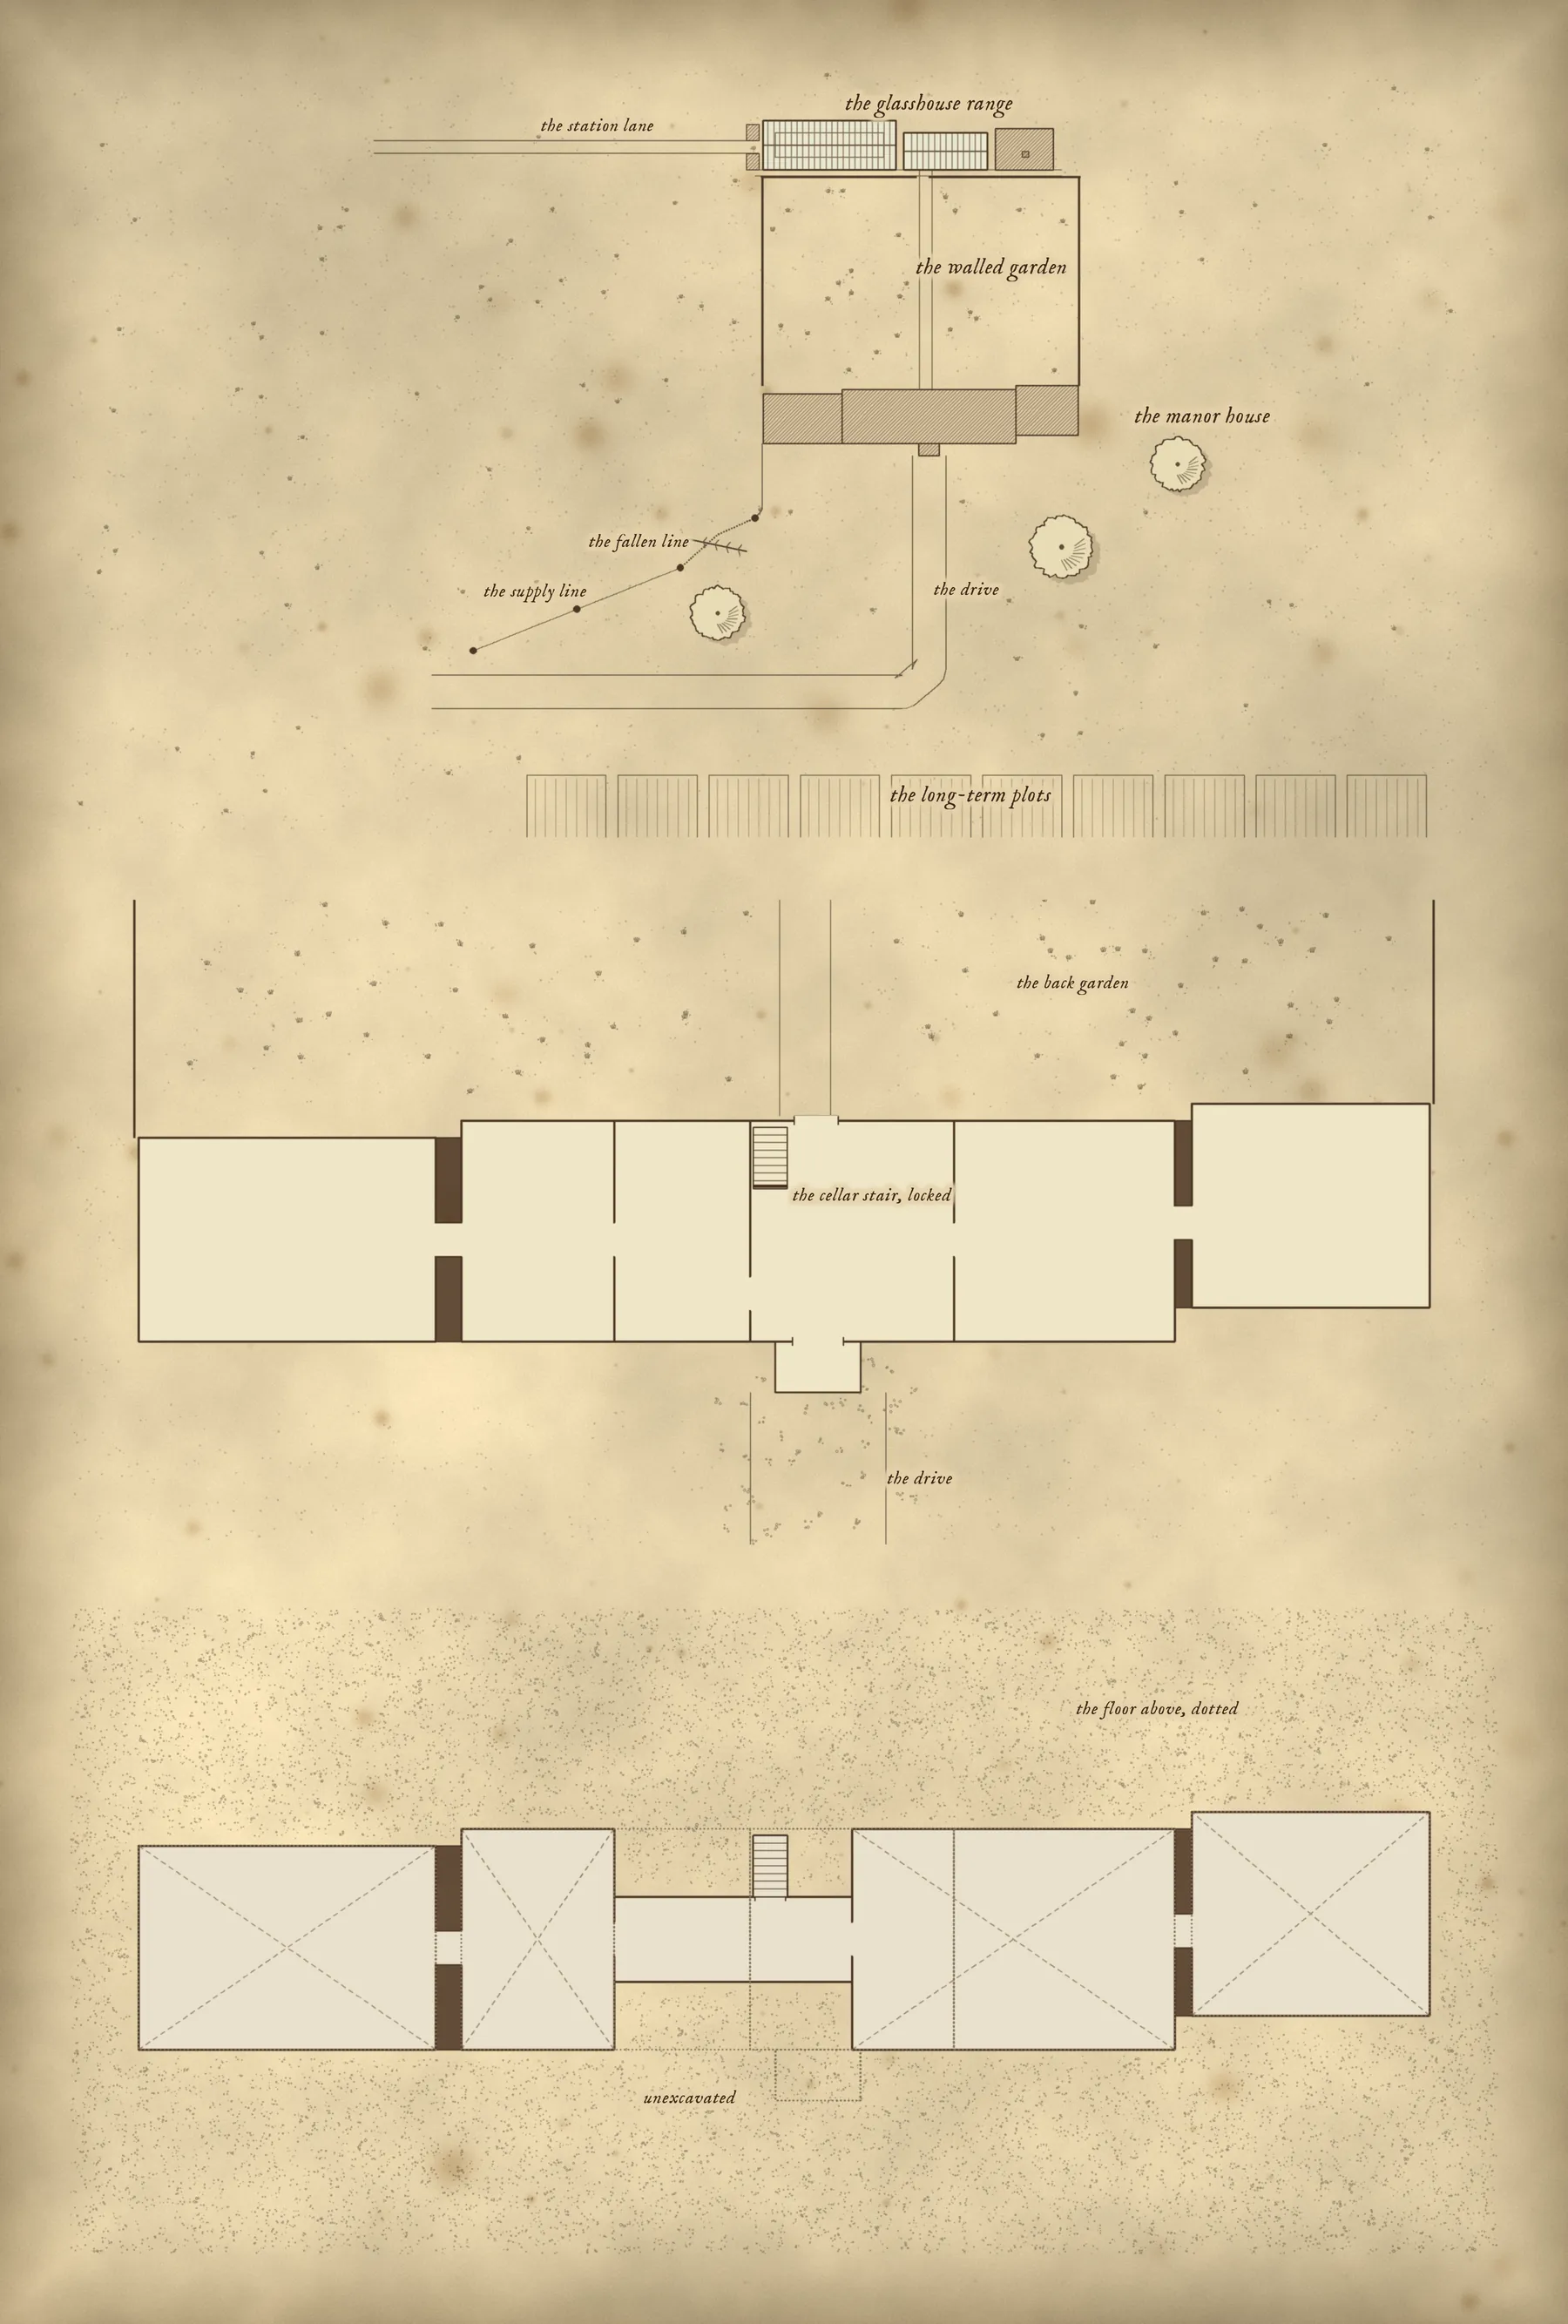 the glasshouse range
the station lane
the walled garden
the manor house
the fallen line
the supply line
the drive
the long-term plots
the back garden
the cellar stair, locked
the drive
the floor above, dotted
unexcavated